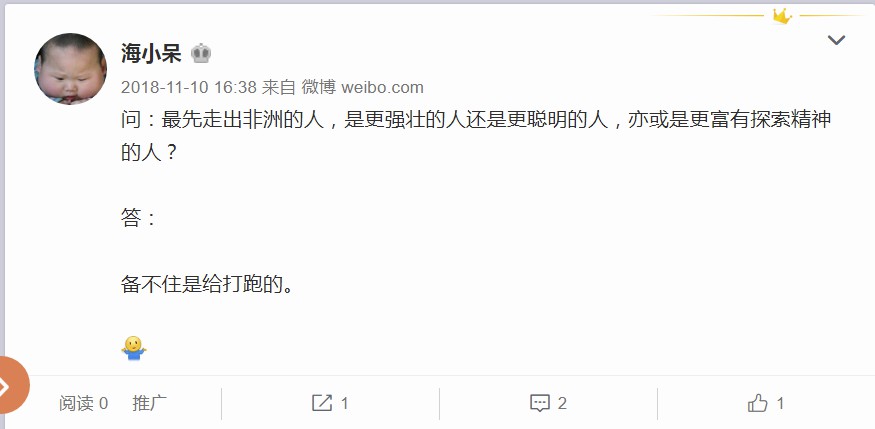 海小呆
2018-11-10 16:38 来自 微博 weibo.com
问：最先走出非洲的人，是更强壮的人还是更聪明的人，亦或是更富有探索精神
的人？
答：
备不住是给打跑的。
阅读 0 推广 1 2 1